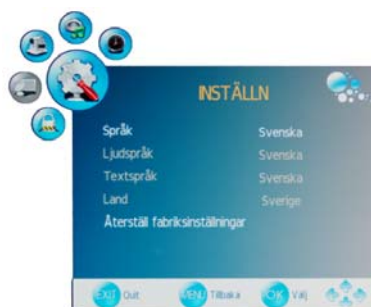 INSTÄLLN
Språk Svenska
Ljudspråk Svenska
Textspråk Svenska
Land Sverige
Återställ fabriksinställningar
EXIT Quit MENU Tillbaka OK Välj